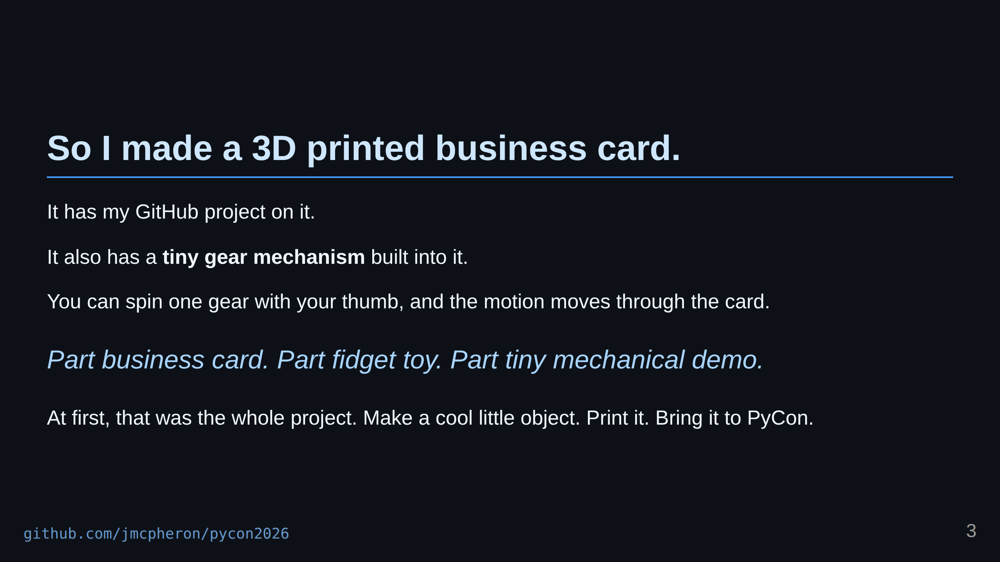 So I made a 3D printed business card.
It has my GitHub project on it.
It also has a tiny gear mechanism built into it.
You can spin one gear with your thumb, and the motion moves through the card.
Part business card. Part fidget toy. Part tiny mechanical demo.
At first, that was the whole project. Make a cool little object. Print it. Bring it to PyCon.
github.com/jmcpheron/pycon2026
3